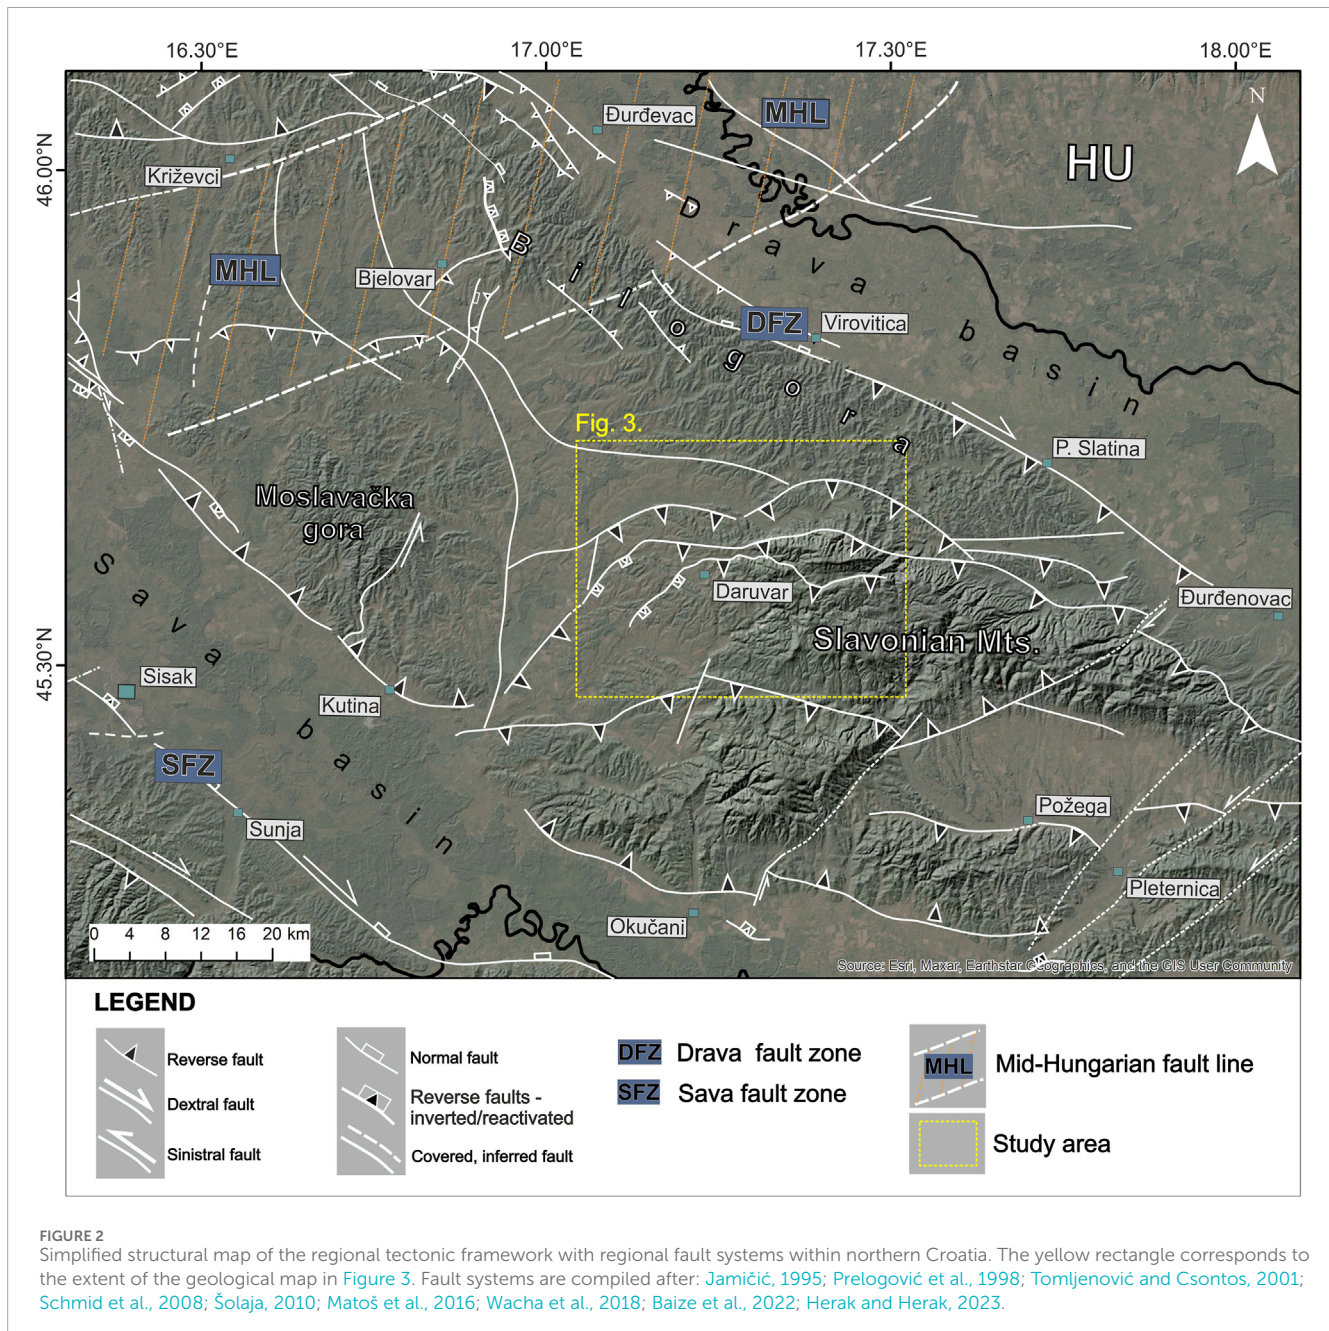 16.30°E 17.00°E 17.30°E 18.00°E
46.00°N
45.30°N
N
HU
MHL
Đurđevac
Križevci
MHL
Bjelovar
Bilogora
Drava basin
DFZ
Virovitica
Fig. 3.
P. Slatina
Moslavačka
gora
Daruvar
Đurđenovac
Slavonian Mts.
Sava basin
Sisak
Kutina
SFZ
Sunja
Požega
Pleternica
Okučani
0 4 8 12 16 20 km
Source: Esri, Maxar, Earthstar Geographics, and the GIS User Community
LEGEND
Reverse fault
Dextral fault
Sinistral fault
Normal fault
Reverse faults -
inverted/reactivated
Covered, inferred fault
DFZ Drava fault zone
SFZ Sava fault zone
MHL Mid-Hungarian fault line
Study area
FIGURE 2
Simplified structural map of the regional tectonic framework with regional fault systems within northern Croatia. The yellow rectangle corresponds to
the extent of the geological map in Figure 3. Fault systems are compiled after: Jamičić, 1995; Prelogović et al., 1998; Tomljenović and Csontos, 2001;
Schmid et al., 2008; Šolaja, 2010; Matoš et al., 2016; Wacha et al., 2018; Baize et al., 2022; Herak and Herak, 2023.